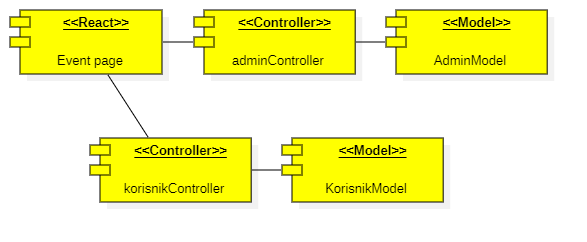 <<React>>
Event page
<<Controller>>
adminController
<<Model>>
AdminModel
<<Controller>>
korisnikController
<<Model>>
KorisnikModel